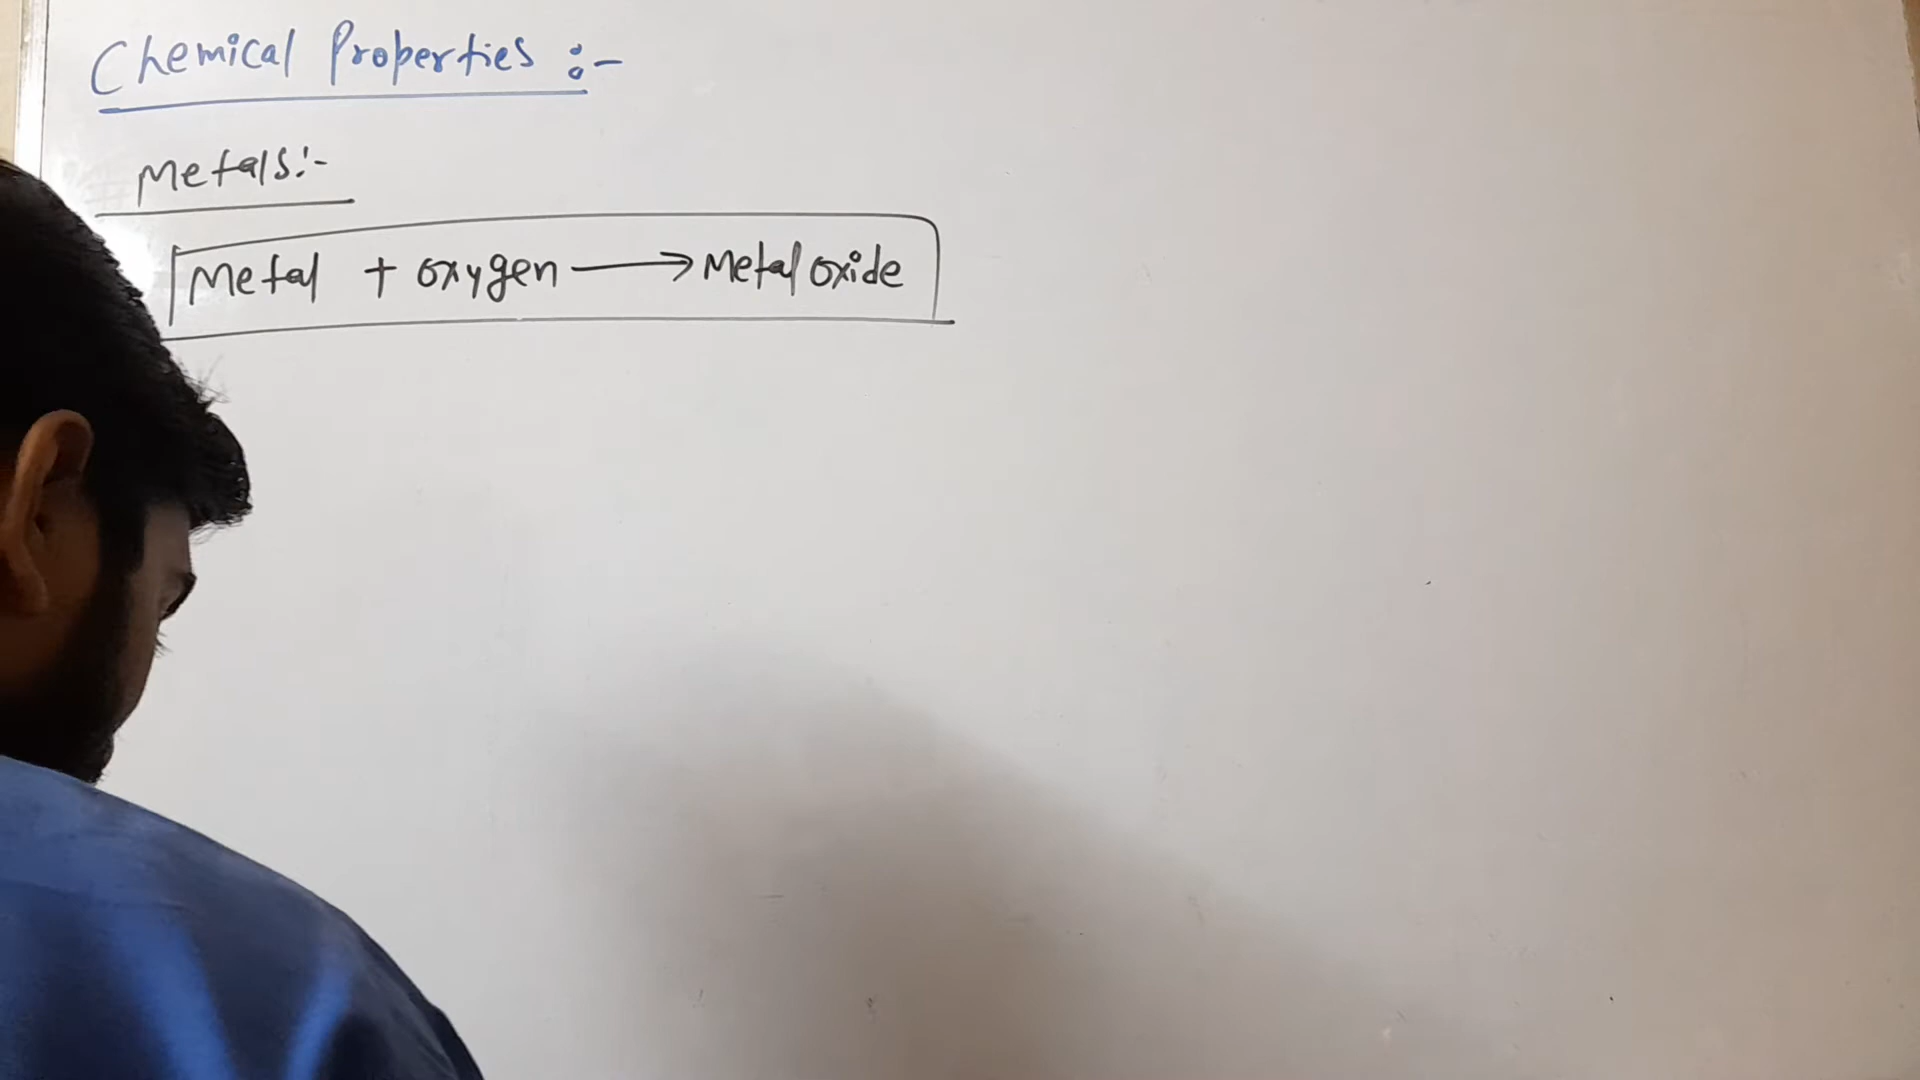 Chemical Properties :-
Metals:-
Metal + oxygen ⟶ Metal oxide